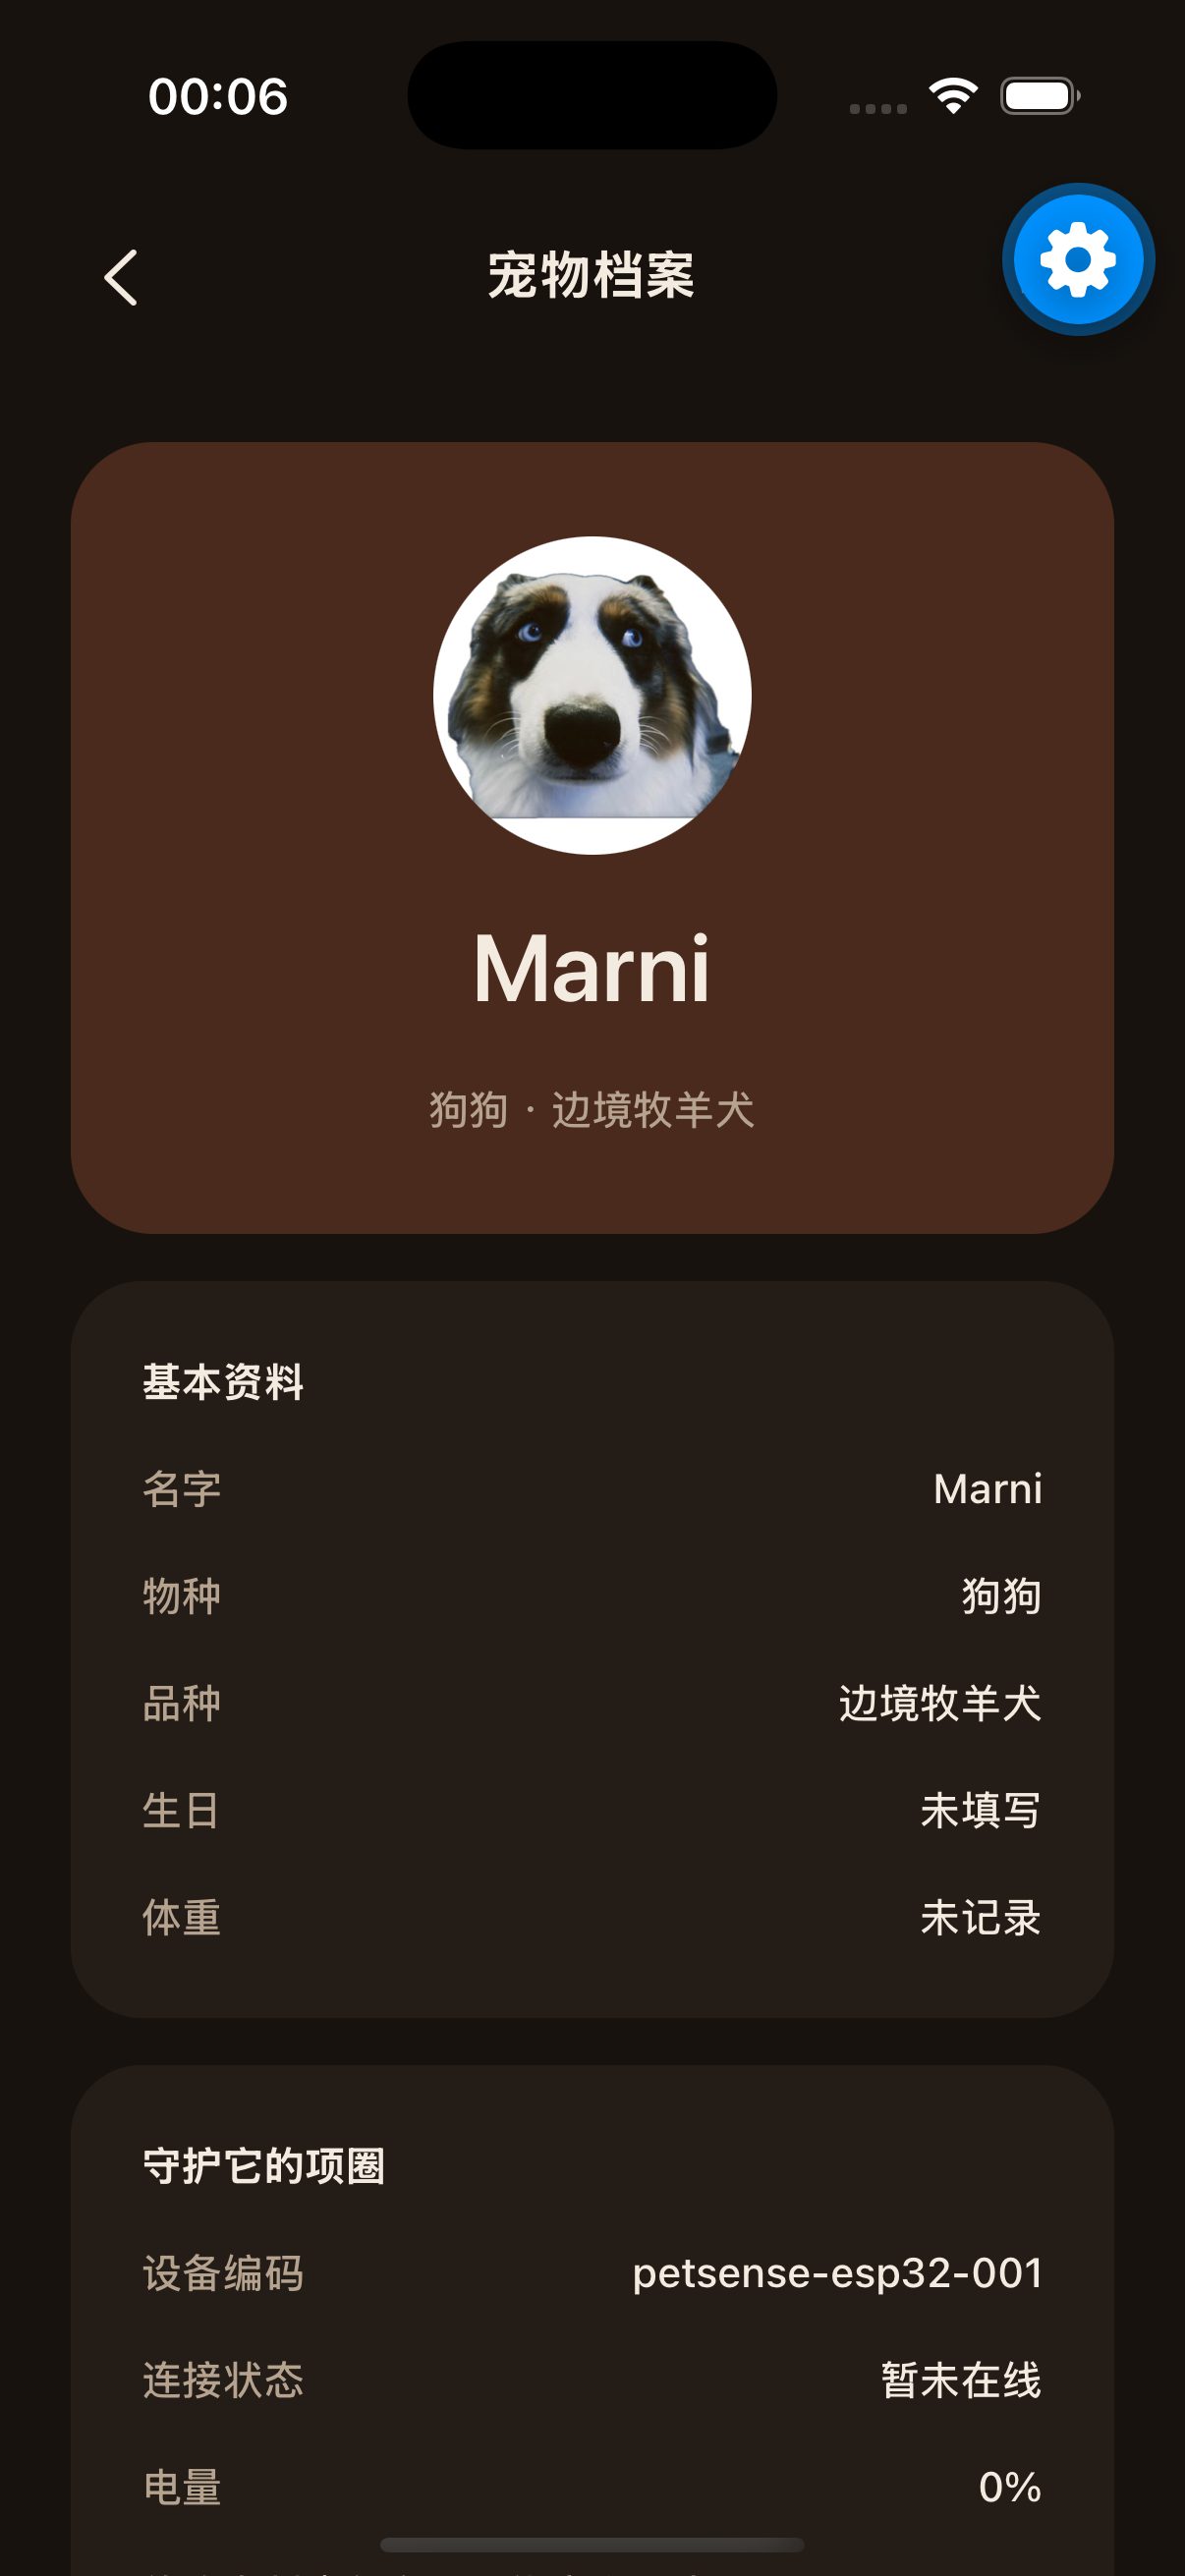 00:06
宠物档案
Marni
狗狗 · 边境牧羊犬
基本资料
名字 Marni
物种 狗狗
品种 边境牧羊犬
生日 未填写
体重 未记录
守护它的项圈
设备编码 petsense-esp32-001
连接状态 暂未在线
电量 0%